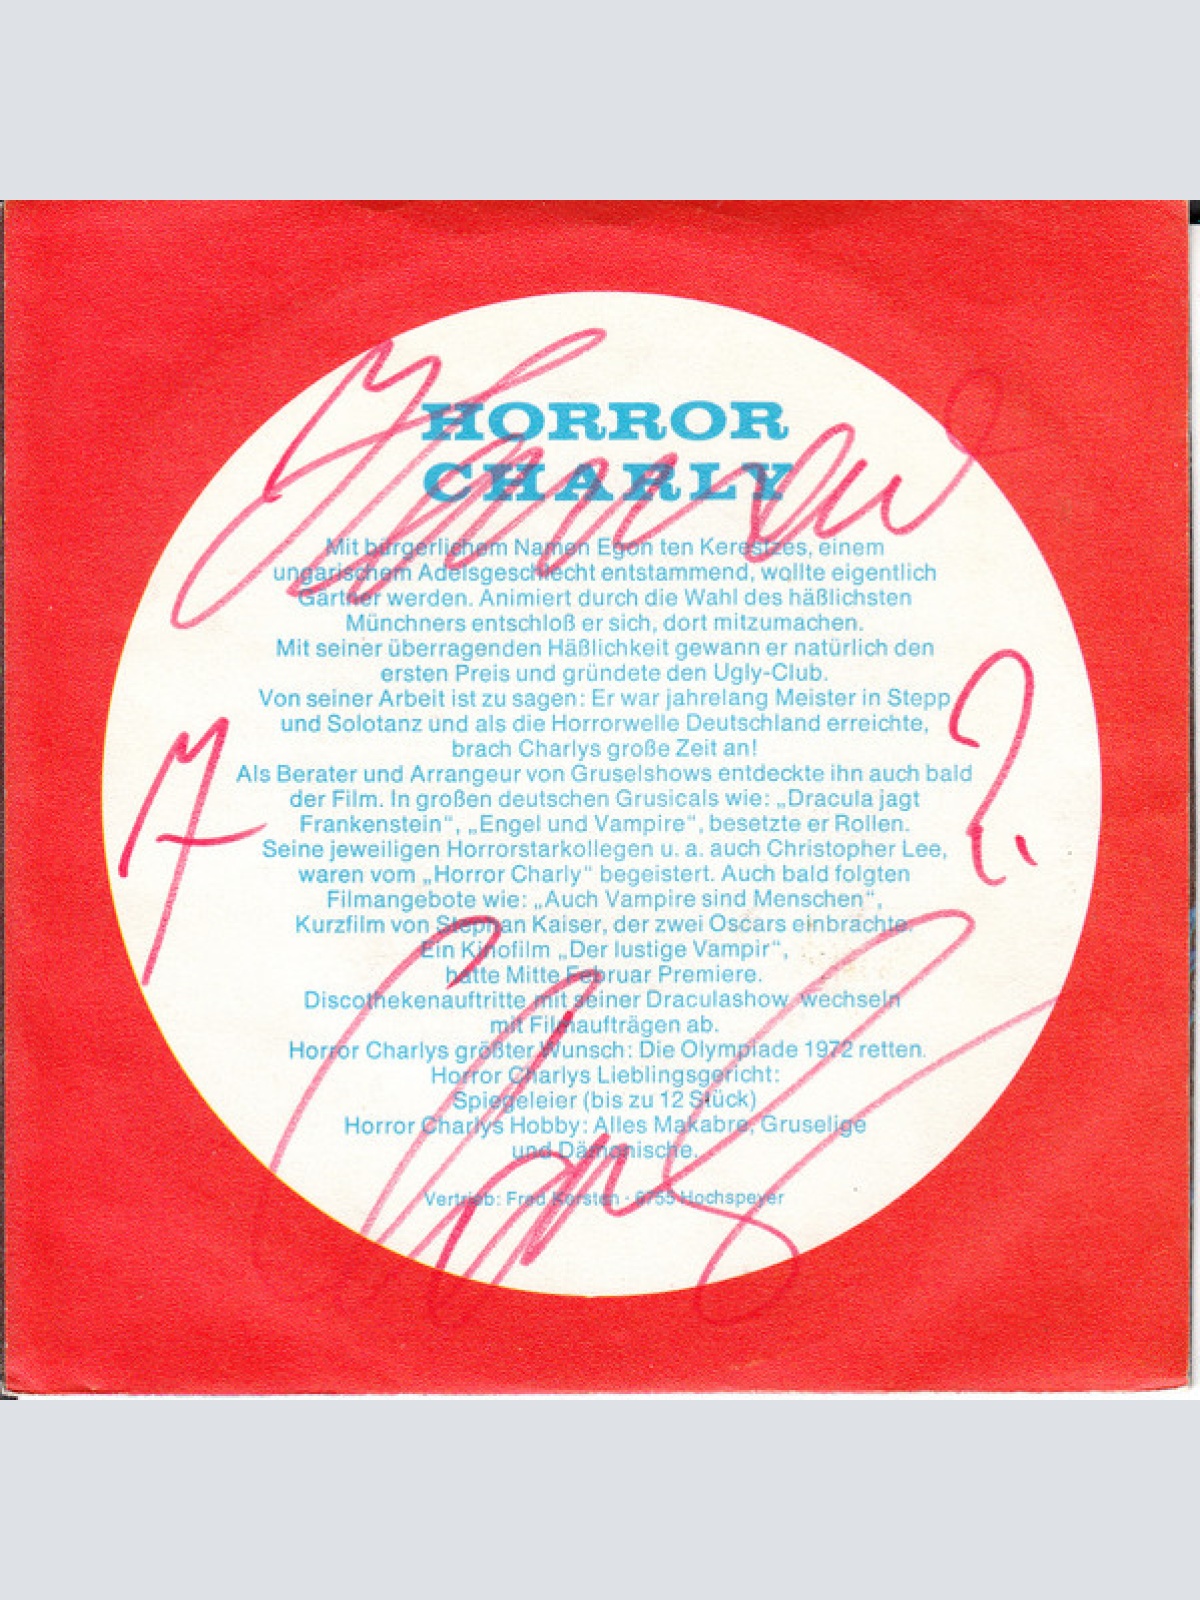 HORROR
CHARLY
Mit bürgerlichem Namen Egon ten Keresztzes, einem
ungarischem Adelsgeschlecht entstammend, wollte eigentlich
Gärtner werden. Animiert durch die Wahl des häßlichsten
Münchners entschloß er sich, dort mitzumachen.
Mit seiner überragenden Häßlichkeit gewann er natürlich den
ersten Preis und gründete den Ugly-Club.
Von seiner Arbeit ist zu sagen: Er war jahrelang Meister in Stepp
und Solotanz und als die Horrorwelle Deutschland erreichte,
brach Charlys große Zeit an!
Als Berater und Arrangeur von Gruselshows entdeckte ihn auch bald
der Film. In großen deutschen Grusicals wie: „Dracula jagt
Frankenstein“, „Engel und Vampire“, besetzte er Rollen.
Seine jeweiligen Horrorstarkollegen u. a. auch Christopher Lee,
waren vom „Horror Charly“ begeistert. Auch bald folgten
Filmangebote wie: „Auch Vampire sind Menschen“,
Kurzfilm von Stephan Kaiser, der zwei Oscars einbrachte.
Ein Kinofilm „Der lustige Vampir“,
hatte Mitte Februar Premiere.
Discothekenauftritte mit seiner Draculashow wechseln
mit Filmaufträgen ab.
Horror Charlys größter Wunsch: Die Olympiade 1972 retten.
Horror Charlys Lieblingsgericht:
Spiegeleier (bis zu 12 Stück)
Horror Charlys Hobby: Alles Makabre, Gruselige
und Dämonische.
Vertrieb: Fred Kersten · 6755 Hochspeyer